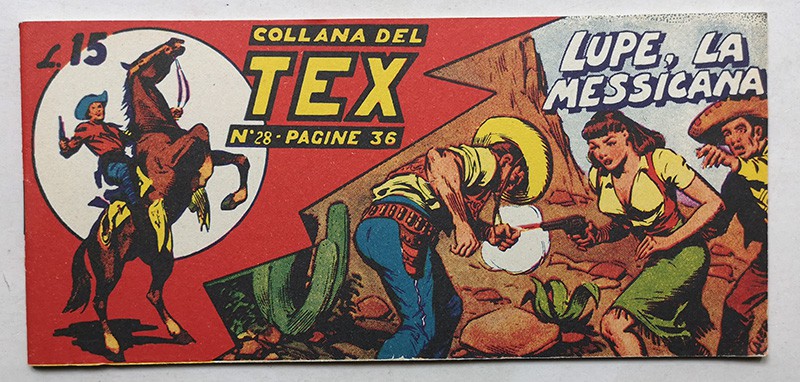 L.15
COLLANA DEL
TEX
N°28 - PAGINE 36
LUPE, LA
MESSICANA